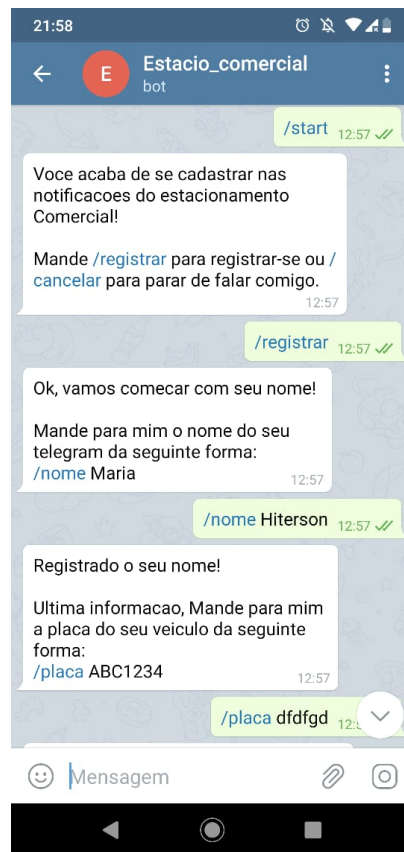 21:58
E
Estacio_comercial
bot
/start 12:57
Voce acaba de se cadastrar nas
notificacoes do estacionamento
Comercial!
Mande /registrar para registrar-se ou /
cancelar para parar de falar comigo.
12:57
/registrar 12:57
Ok, vamos comecar com seu nome!
Mande para mim o nome do seu
telegram da seguinte forma:
/nome Maria
12:57
/nome Hiterson 12:57
Registrado o seu nome!
Ultima informacao, Mande para mim
a placa do seu veiculo da seguinte
forma:
/placa ABC1234
12:57
/placa dfdfgd
Mensagem